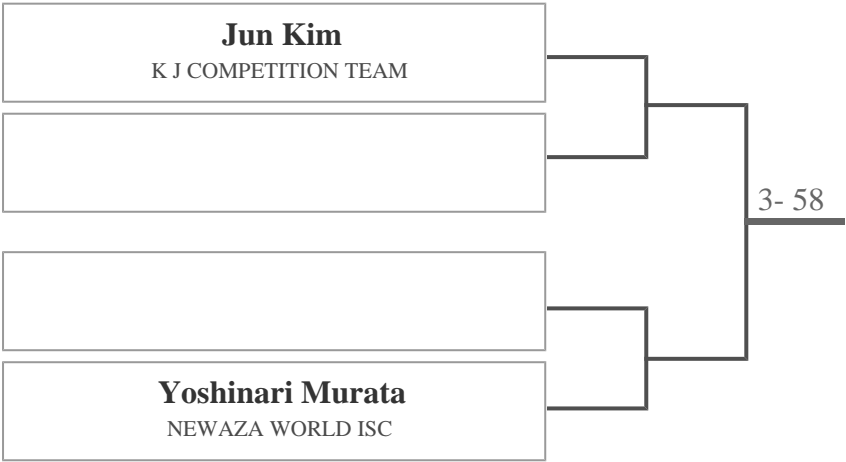 Jun Kim
K J COMPETITION TEAM
3- 58
Yoshinari Murata
NEWAZA WORLD ISC